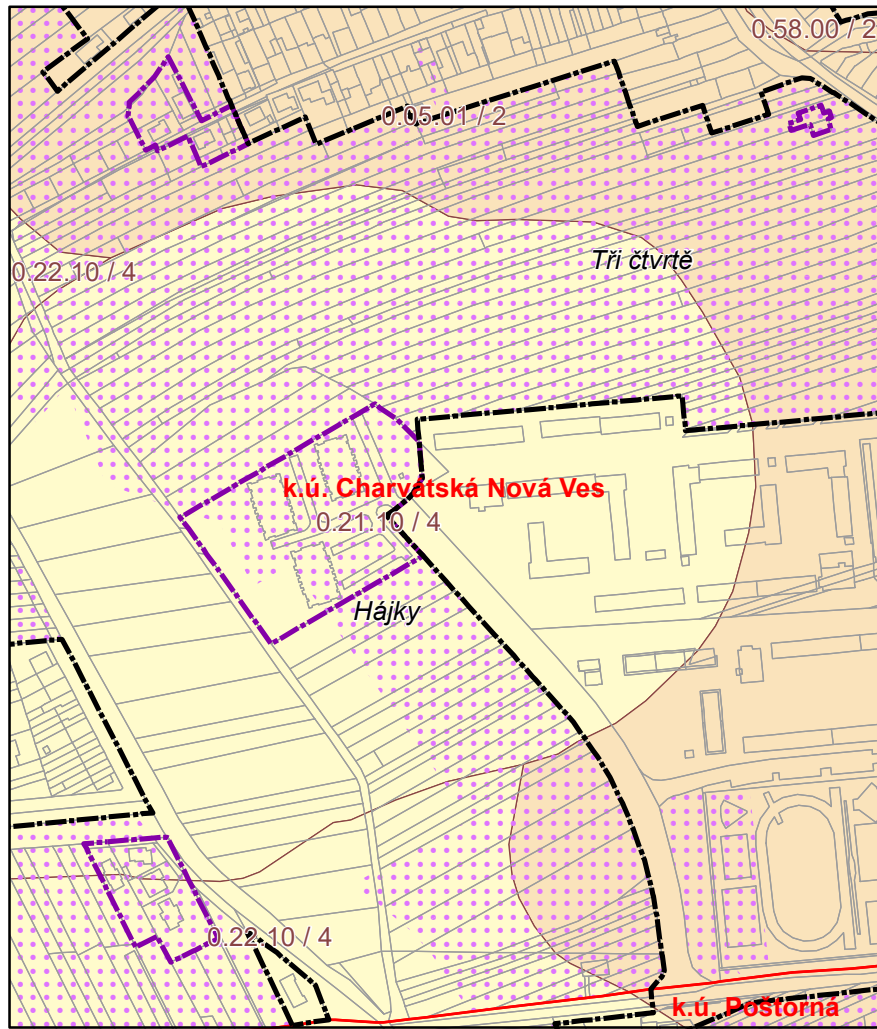 0.58.00 / 2
0.05.01 / 2
Tři čtvrtě
0.22.10 / 4
k.ú. Charvátská Nová Ves
0.21.10 / 4
Hájky
0.22.10 / 4
k.ú. Poštorná